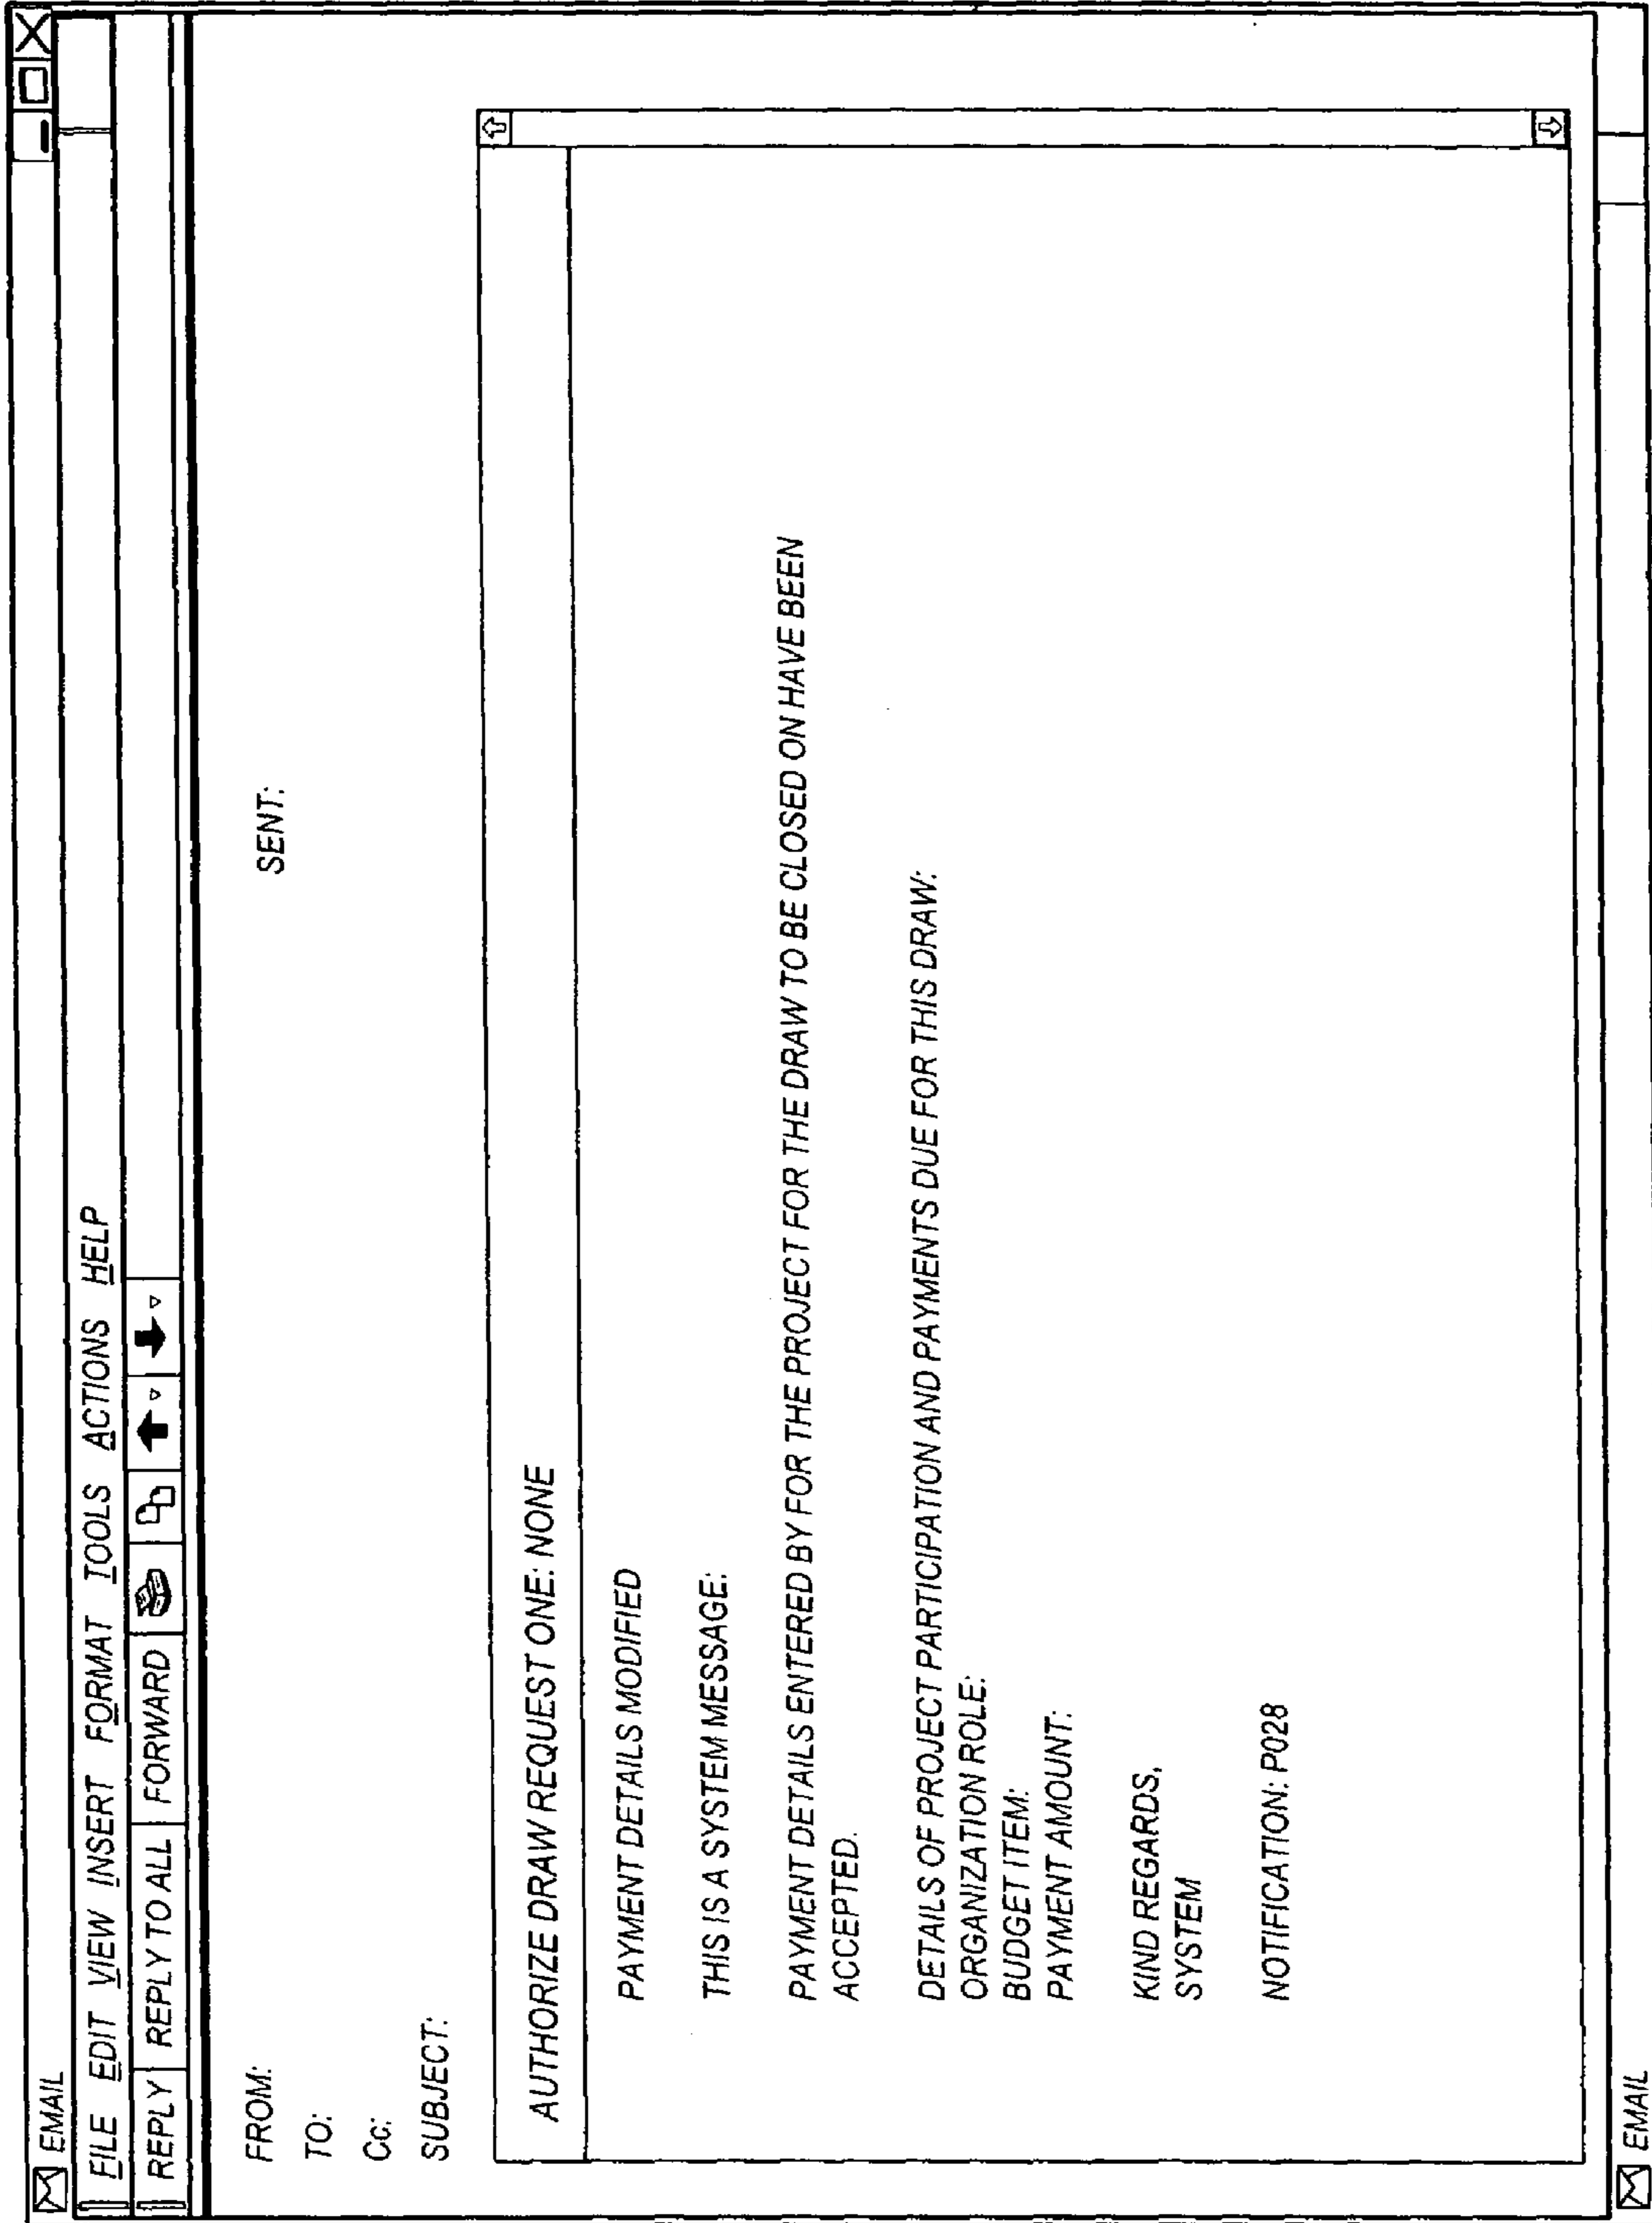 EMAIL
FILE EDIT VIEW INSERT FORMAT TOOLS ACTIONS HELP
REPLY REPLY TO ALL FORWARD
FROM: SENT:
TO:
Cc:
SUBJECT:
AUTHORIZE DRAW REQUEST ONE: NONE
PAYMENT DETAILS MODIFIED
THIS IS A SYSTEM MESSAGE:
PAYMENT DETAILS ENTERED BY FOR THE PROJECT FOR THE DRAW TO BE CLOSED ON HAVE BEEN
ACCEPTED.
DETAILS OF PROJECT PARTICIPATION AND PAYMENTS DUE FOR THIS DRAW:
ORGANIZATION ROLE:
BUDGET ITEM:
PAYMENT AMOUNT:
KIND REGARDS,
SYSTEM
NOTIFICATION: P028
EMAIL